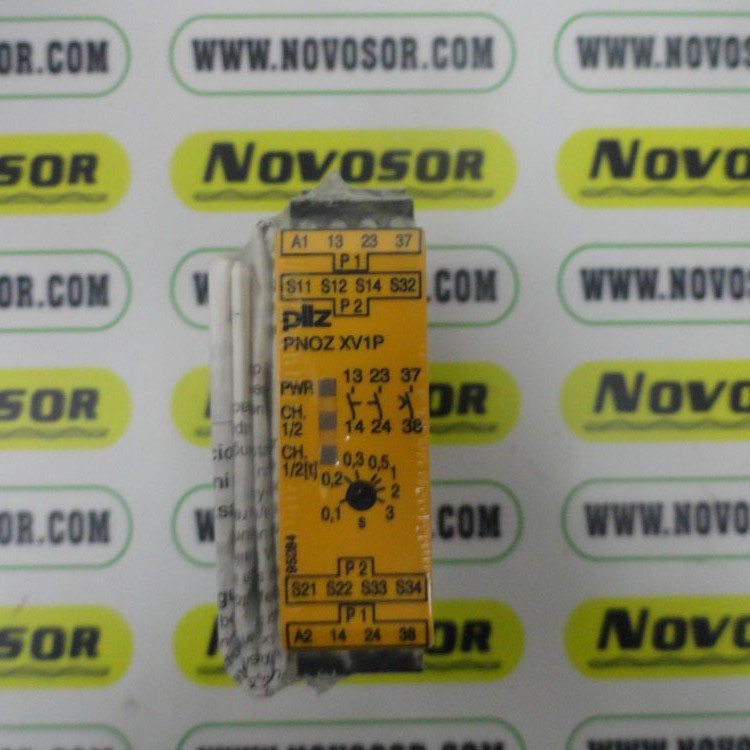 OR.COM WWW.NOVOSOR.COM WWW.NOVOS
SOR NOVOSOR NOVO
A1 13 23 37
P1
OR.COM S11 S12 S14 S32 .COM WWW.NOVOS
P2
pilz
PNOZ XV1P
13 23 37
PWR
CH.
1/2 14 24 38
SOR OR NOVO
CH.
1/2[t]
0,1 0,2 0,3 0,5 1 2 3
s
OR.COM .COM WWW.NOVOS
95284
P2
S21 S22 S33 S34
P1
A2 14 24 38
SOR OR NOVO